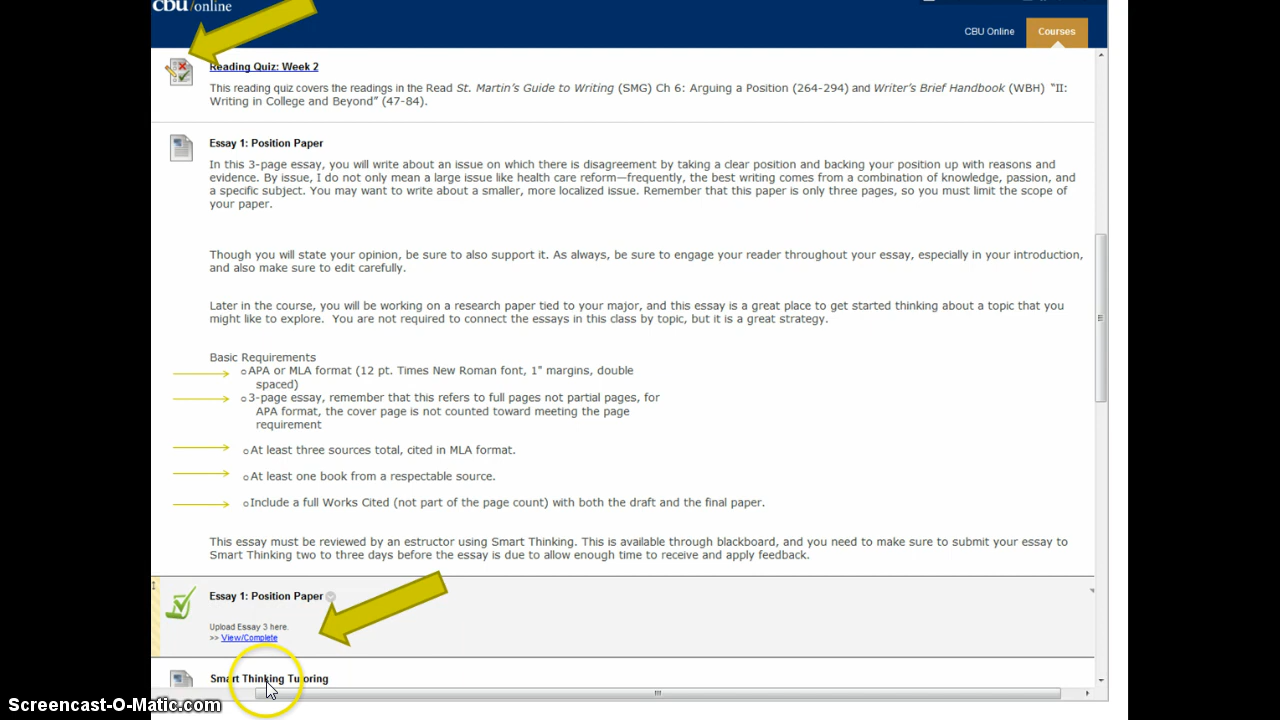 cbu/online
CBU Online
Courses
Reading Quiz: Week 2
This reading quiz covers the readings in the Read St. Martin's Guide to Writing (SMG) Ch 6: Arguing a Position (264-294) and Writer's Brief Handbook (WBH) "II:
Writing in College and Beyond" (47-84).
Essay 1: Position Paper
In this 3-page essay, you will write about an issue on which there is disagreement by taking a clear position and backing your position up with reasons and
evidence. By issue, I do not only mean a large issue like health care reform—frequently, the best writing comes from a combination of knowledge, passion, and
a specific subject. You may want to write about a smaller, more localized issue. Remember that this paper is only three pages, so you must limit the scope of
your paper.
Though you will state your opinion, be sure to also support it. As always, be sure to engage your reader throughout your essay, especially in your introduction,
and also make sure to edit carefully.
Later in the course, you will be working on a research paper tied to your major, and this essay is a great place to get started thinking about a topic that you
might like to explore.  You are not required to connect the essays in this class by topic, but it is a great strategy.
Basic Requirements
o APA or MLA format (12 pt. Times New Roman font, 1" margins, double
spaced)
o 3-page essay, remember that this refers to full pages not partial pages, for
APA format, the cover page is not counted toward meeting the page
requirement
o At least three sources total, cited in MLA format.
o At least one book from a respectable source.
o Include a full Works Cited (not part of the page count) with both the draft and the final paper.
This essay must be reviewed by an estructor using Smart Thinking. This is available through blackboard, and you need to make sure to submit your essay to
Smart Thinking two to three days before the essay is due to allow enough time to receive and apply feedback.
Essay 1: Position Paper
Upload Essay 3 here.
>> View/Complete
Smart Thinking Tutoring
Screencast-O-Matic.com